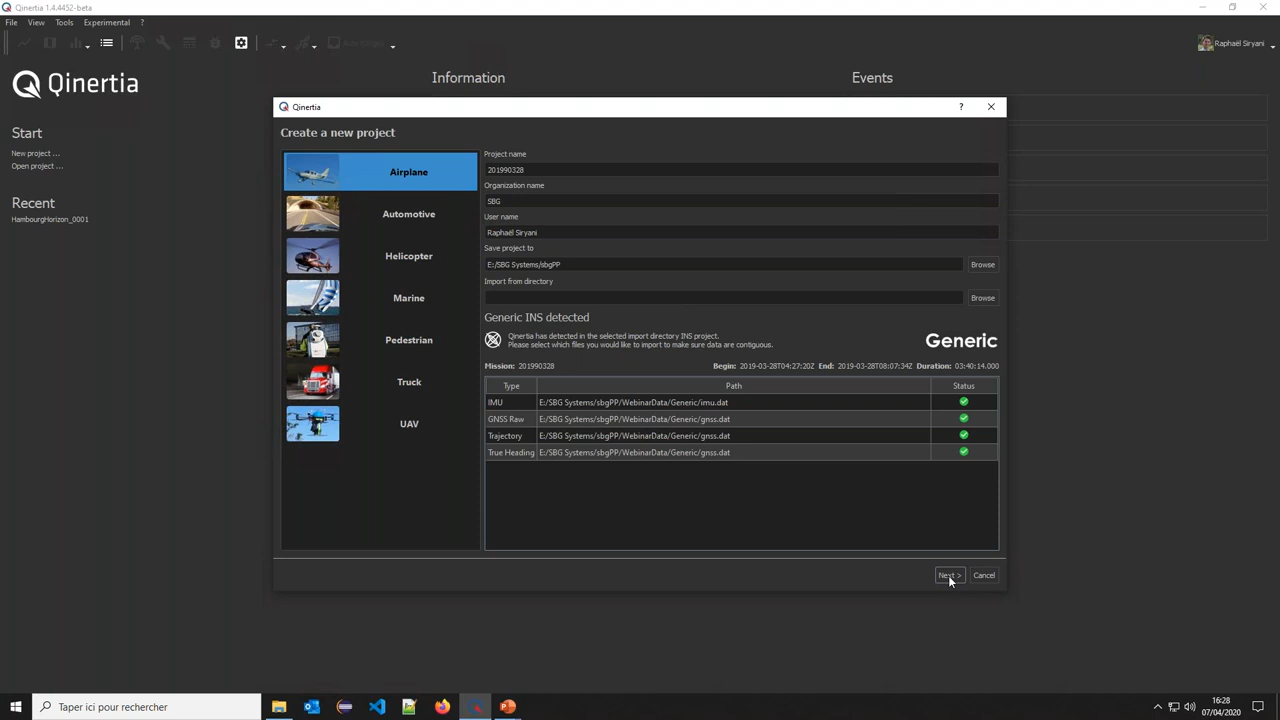 Qinertia 1.4.4452-beta
File View Tools Experimental ?
Raphaël Siryani
Qinertia
Information
Events
Start
New project ...
Open project ...
Recent
HambourgHorizon_0001
Qinertia
?
Create a new project
Airplane
Automotive
Helicopter
Marine
Pedestrian
Truck
UAV
Project name
201990328
Organization name
SBG
User name
Raphaël Siryani
Save project to
E:/SBG Systems/sbgPP
Browse
Import from directory
Browse
Generic INS detected
Qinertia has detected in the selected import directory INS project.
Please select which files you would like to import to make sure data are contiguous.
Generic
Mission: 201990328 Begin: 2019-03-28T04:27:20Z End: 2019-03-28T08:07:34Z Duration: 03:40:14.000
Type Path Status
IMU E:/SBG Systems/sbgPP/WebinarData/Generic/imu.dat
GNSS Raw E:/SBG Systems/sbgPP/WebinarData/Generic/gnss.dat
Trajectory E:/SBG Systems/sbgPP/WebinarData/Generic/gnss.dat
True Heading E:/SBG Systems/sbgPP/WebinarData/Generic/gnss.dat
Next > Cancel
Taper ici pour rechercher
16:28
07/04/2020